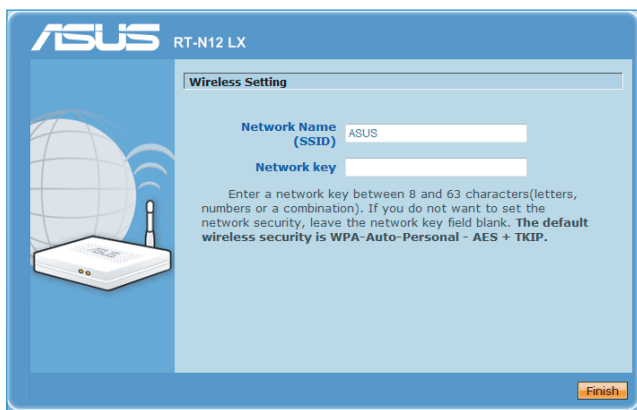 ASUS RT-N12 LX
Wireless Setting
Network Name
(SSID)
ASUS
Network key
Enter a network key between 8 and 63 characters(letters,
numbers or a combination). If you do not want to set the
network security, leave the network key field blank. The default
wireless security is WPA-Auto-Personal - AES + TKIP.
ASUS
Finish